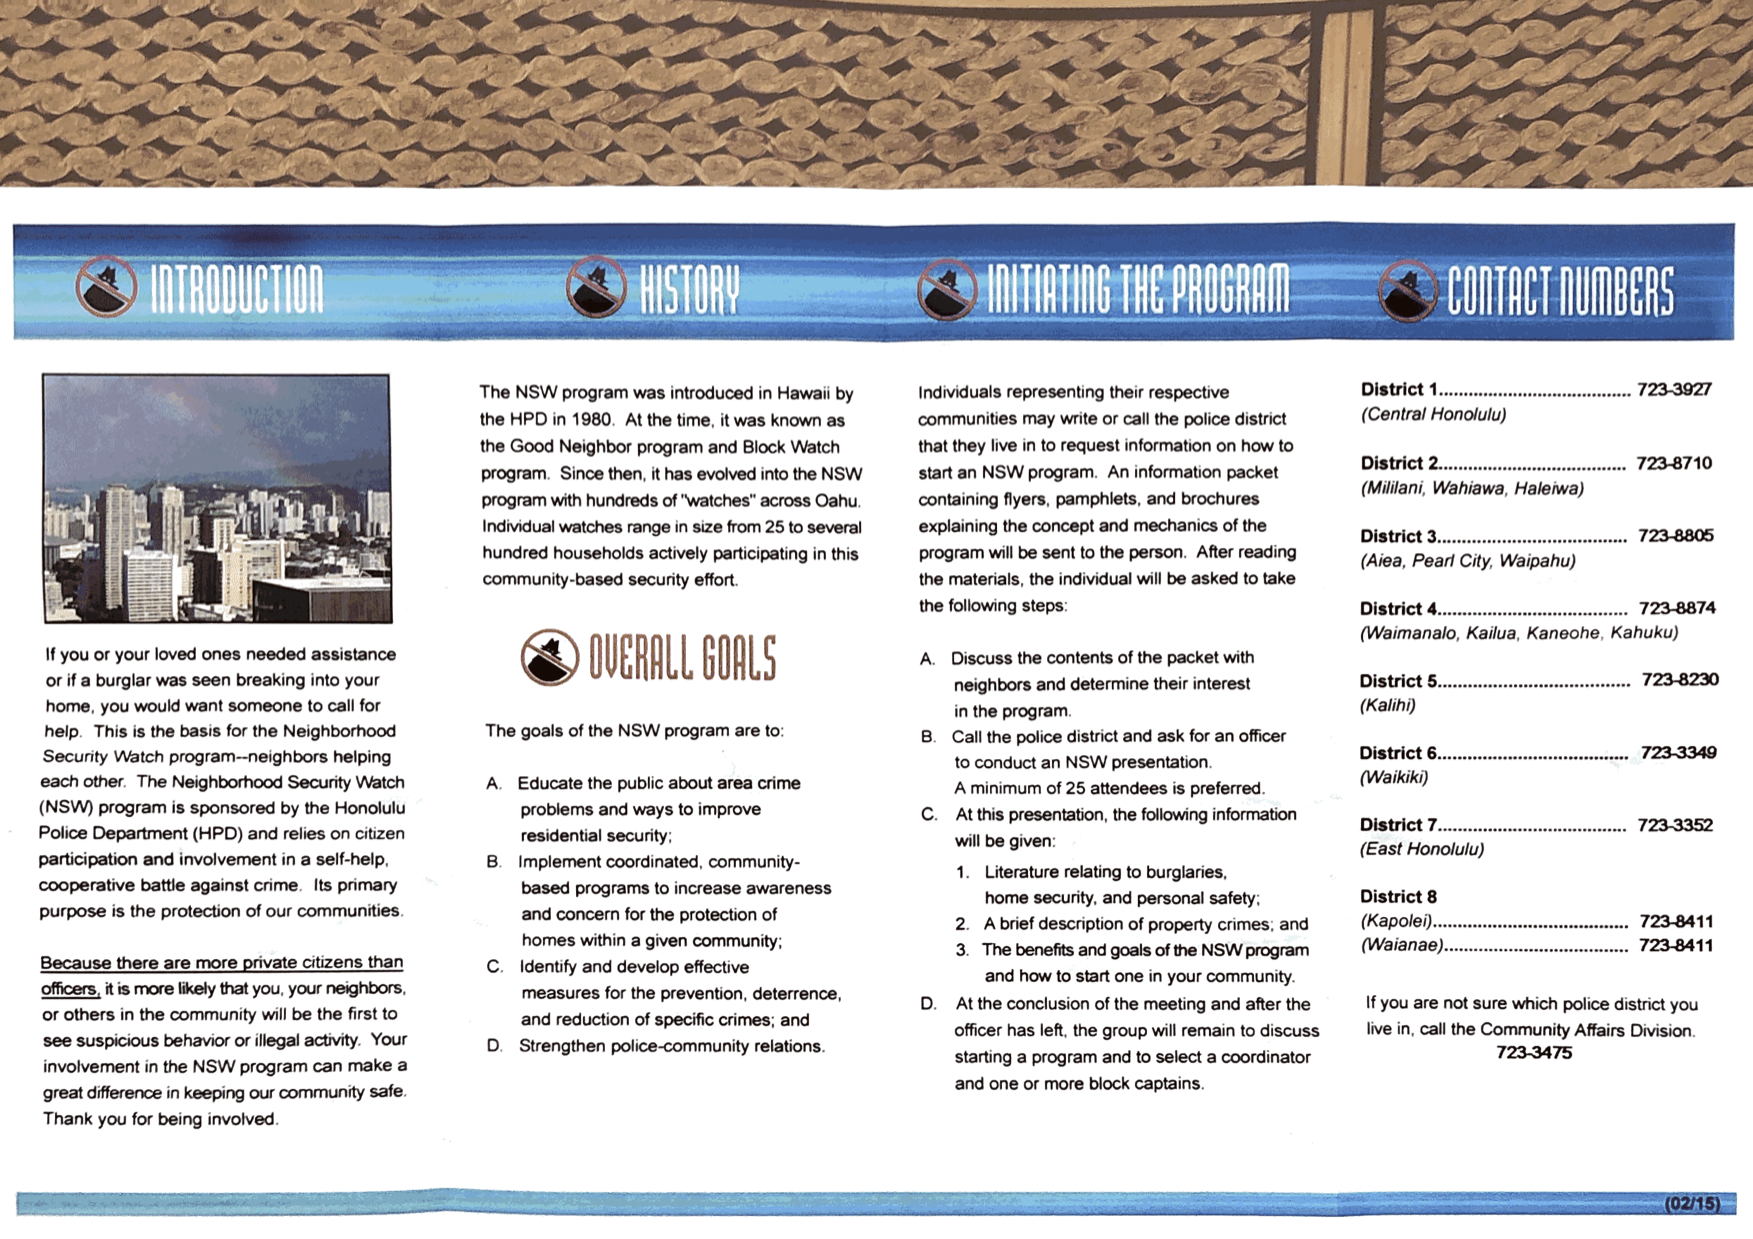 INTRODUCTION
If you or your loved ones needed assistance
or if a burglar was seen breaking into your
home, you would want someone to call for
help. This is the basis for the Neighborhood
Security Watch program--neighbors helping
each other. The Neighborhood Security Watch
(NSW) program is sponsored by the Honolulu
Police Department (HPD) and relies on citizen
participation and involvement in a self-help,
cooperative battle against crime. Its primary
purpose is the protection of our communities.
Because there are more private citizens than
officers, it is more likely that you, your neighbors,
or others in the community will be the first to
see suspicious behavior or illegal activity. Your
involvement in the NSW program can make a
great difference in keeping our community safe.
Thank you for being involved.
HISTORY
The NSW program was introduced in Hawaii by
the HPD in 1980. At the time, it was known as
the Good Neighbor program and Block Watch
program. Since then, it has evolved into the NSW
program with hundreds of "watches" across Oahu.
Individual watches range in size from 25 to several
hundred households actively participating in this
community-based security effort.
OVERALL GOALS
The goals of the NSW program are to:
A. Educate the public about area crime
problems and ways to improve
residential security;
B. Implement coordinated, community-
based programs to increase awareness
and concern for the protection of
homes within a given community;
C. Identify and develop effective
measures for the prevention, deterrence,
and reduction of specific crimes; and
D. Strengthen police-community relations.
INITIATING THE PROGRAM
Individuals representing their respective
communities may write or call the police district
that they live in to request information on how to
start an NSW program. An information packet
containing flyers, pamphlets, and brochures
explaining the concept and mechanics of the
program will be sent to the person. After reading
the materials, the individual will be asked to take
the following steps:
A. Discuss the contents of the packet with
neighbors and determine their interest
in the program.
B. Call the police district and ask for an officer
to conduct an NSW presentation.
A minimum of 25 attendees is preferred.
C. At this presentation, the following information
will be given:
1. Literature relating to burglaries,
home security, and personal safety;
2. A brief description of property crimes; and
3. The benefits and goals of the NSW program
and how to start one in your community.
D. At the conclusion of the meeting and after the
officer has left, the group will remain to discuss
starting a program and to select a coordinator
and one or more block captains.
CONTACT NUMBERS
District 1..................................... 723-3927
(Central Honolulu)
District 2.................................... 723-8710
(Mililani, Wahiawa, Haleiwa)
District 3.................................... 723-8805
(Aiea, Pearl City, Waipahu)
District 4.................................... 723-8874
(Waimanalo, Kailua, Kaneohe, Kahuku)
District 5..................................... 723-8230
(Kalihi)
District 6..................................... 723-3349
(Waikiki)
District 7.................................... 723-3352
(East Honolulu)
District 8
(Kapolei)...................................... 723-8411
(Waianae).................................... 723-8411
If you are not sure which police district you
live in, call the Community Affairs Division.
723-3475
(02/15)